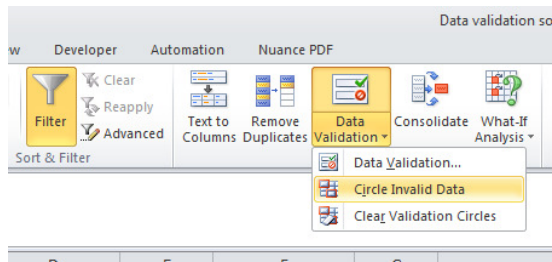 Data validation so
ew Developer Automation Nuance PDF
Filter
Clear
Reapply
Advanced
Text to Columns
Remove Duplicates
Data Validation
Consolidate
What-If Analysis
Sort & Filter
Data Validation...
Circle Invalid Data
Clear Validation Circles